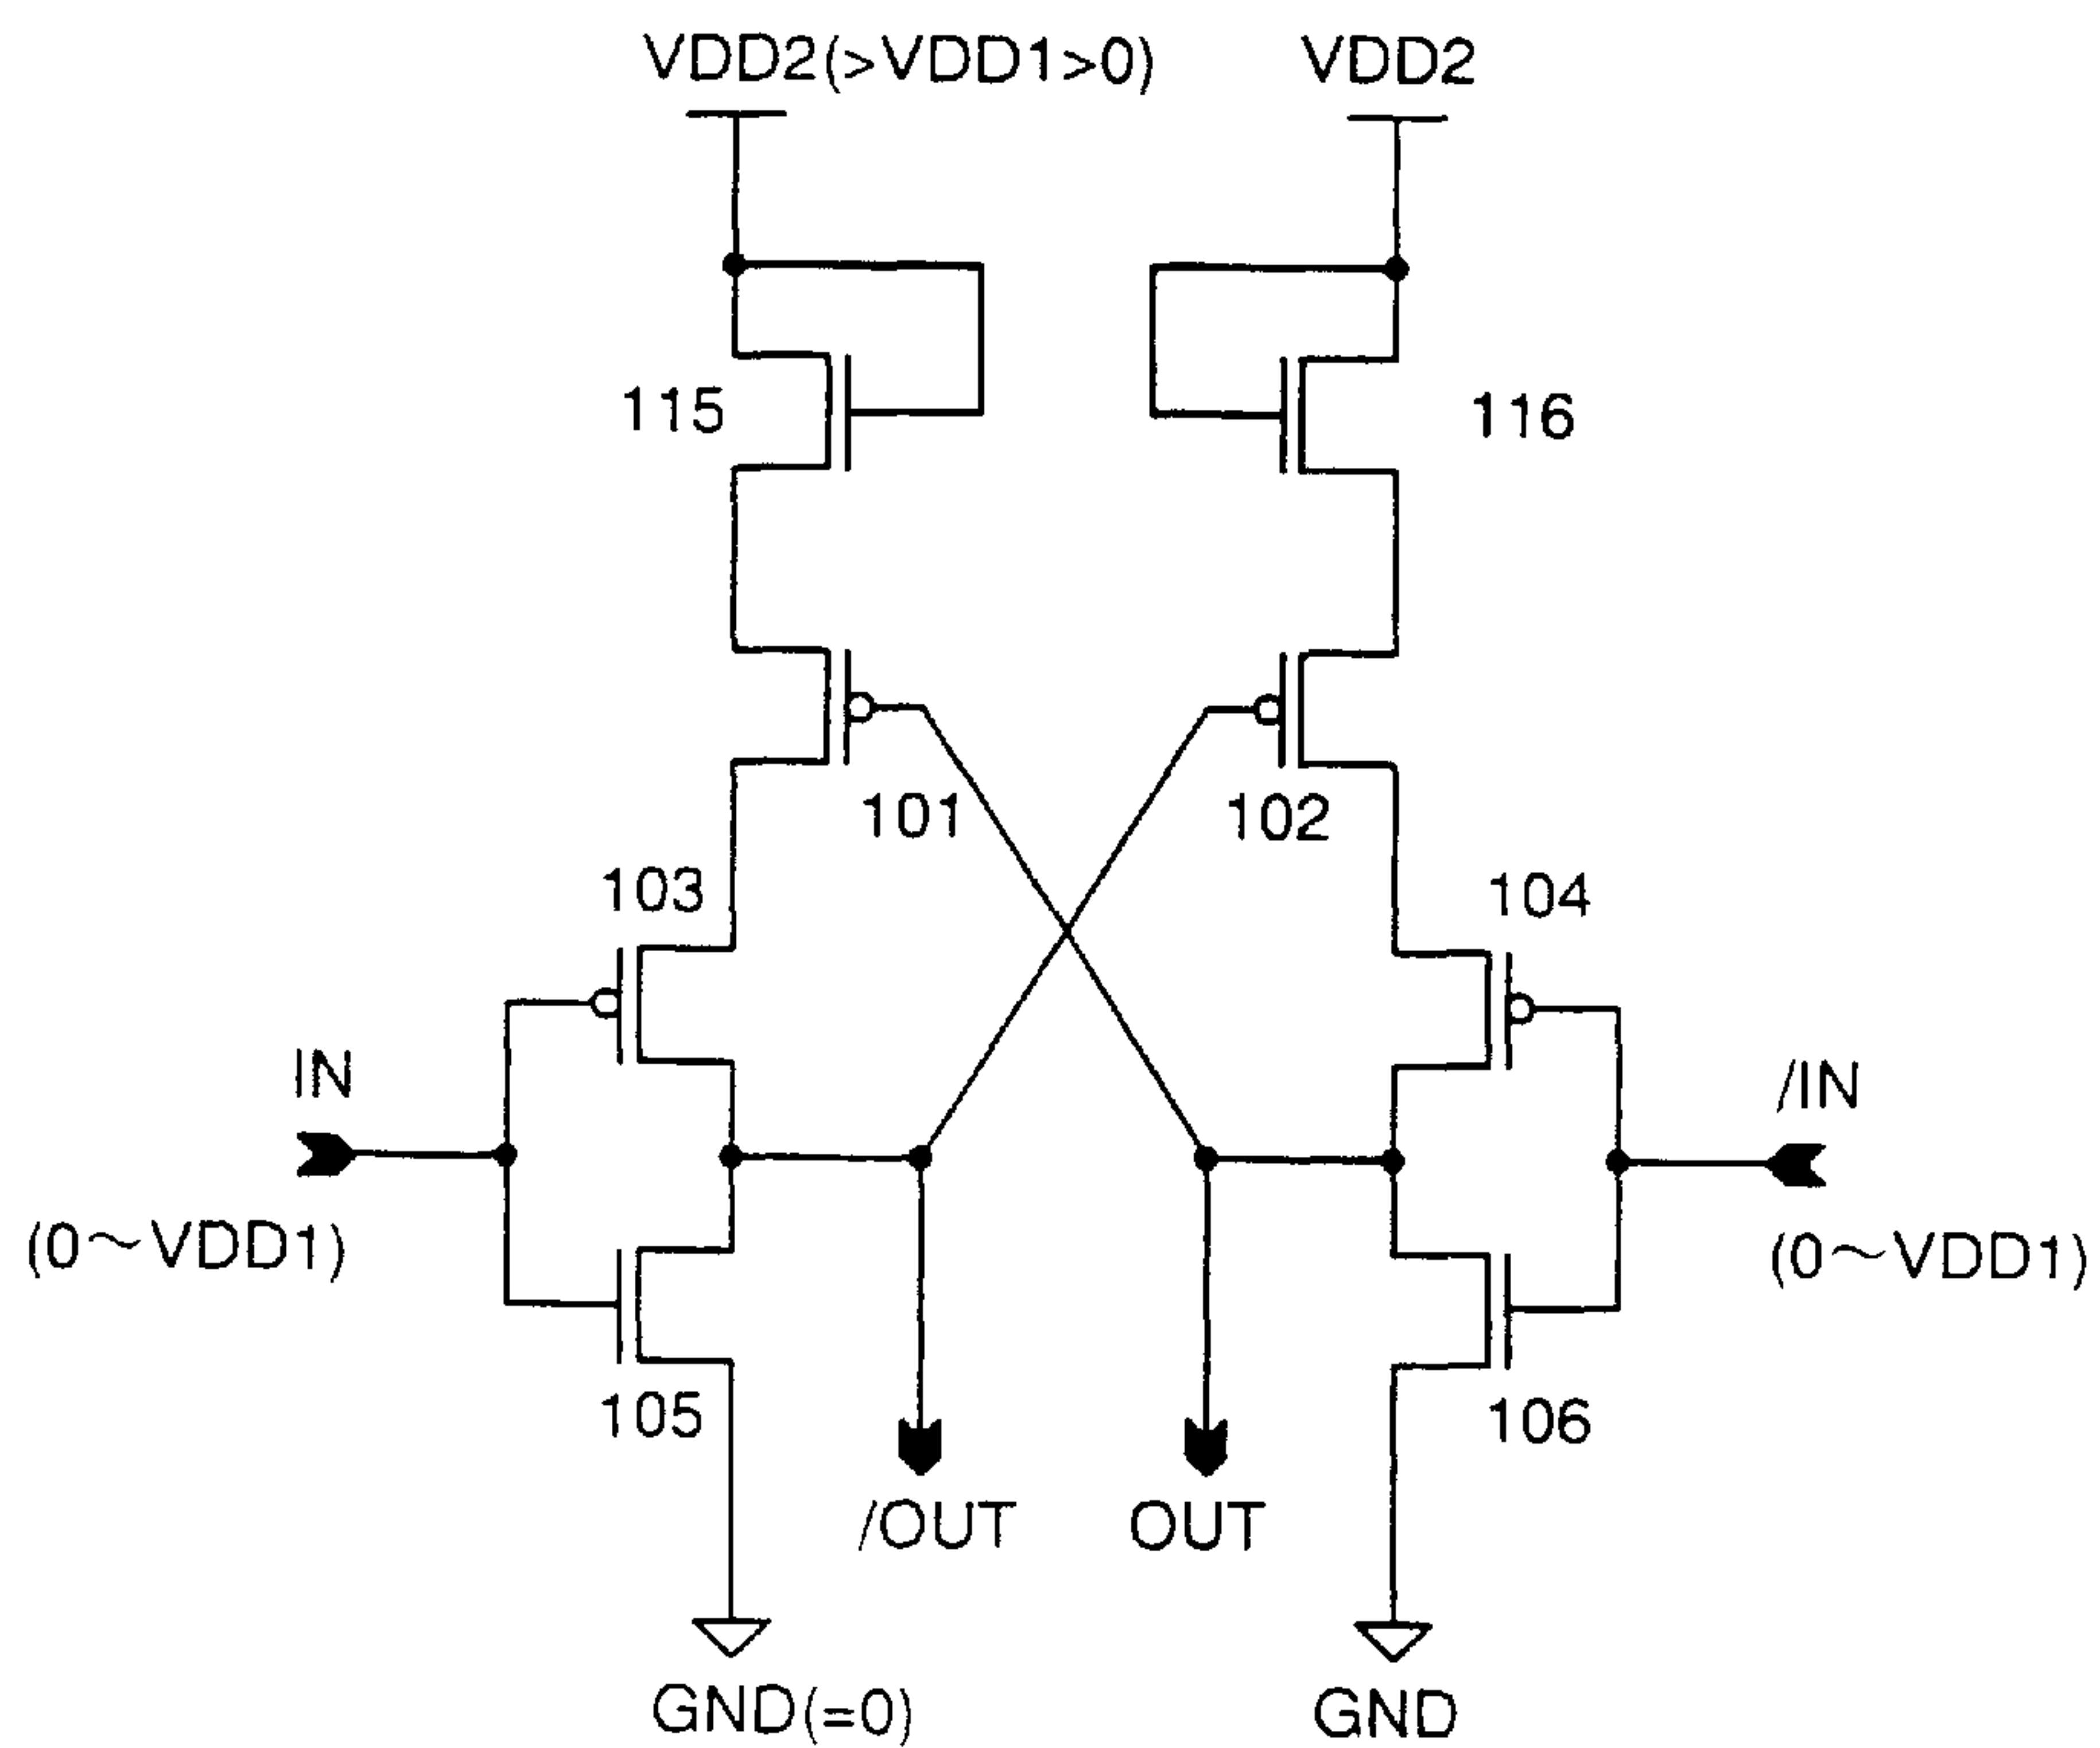 VDD2(>VDD1>0)
VDD2
115
116
101
102
103
104
IN
/IN
(0～VDD1)
(0～VDD1)
105
106
/OUT
OUT
GND(=0)
GND